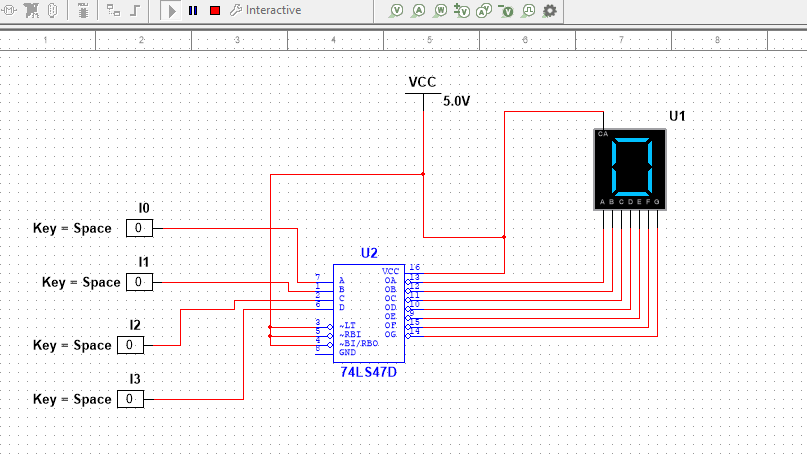 Interactive
1 2 3 4 5 6 7 8
VCC
5.0V
U1
CA
A B C D E F G
I0
Key = Space 0
I1
Key = Space 0
I2
Key = Space 0
I3
Key = Space 0
U2
7 A
1 B
2 C
6 D
3 ~LT
5 ~RBI
4 ~BI/RBO
8 GND
VCC 16
OA 13
OB 12
OC 11
OD 10
OE 9
OF 15
OG 14
74LS47D